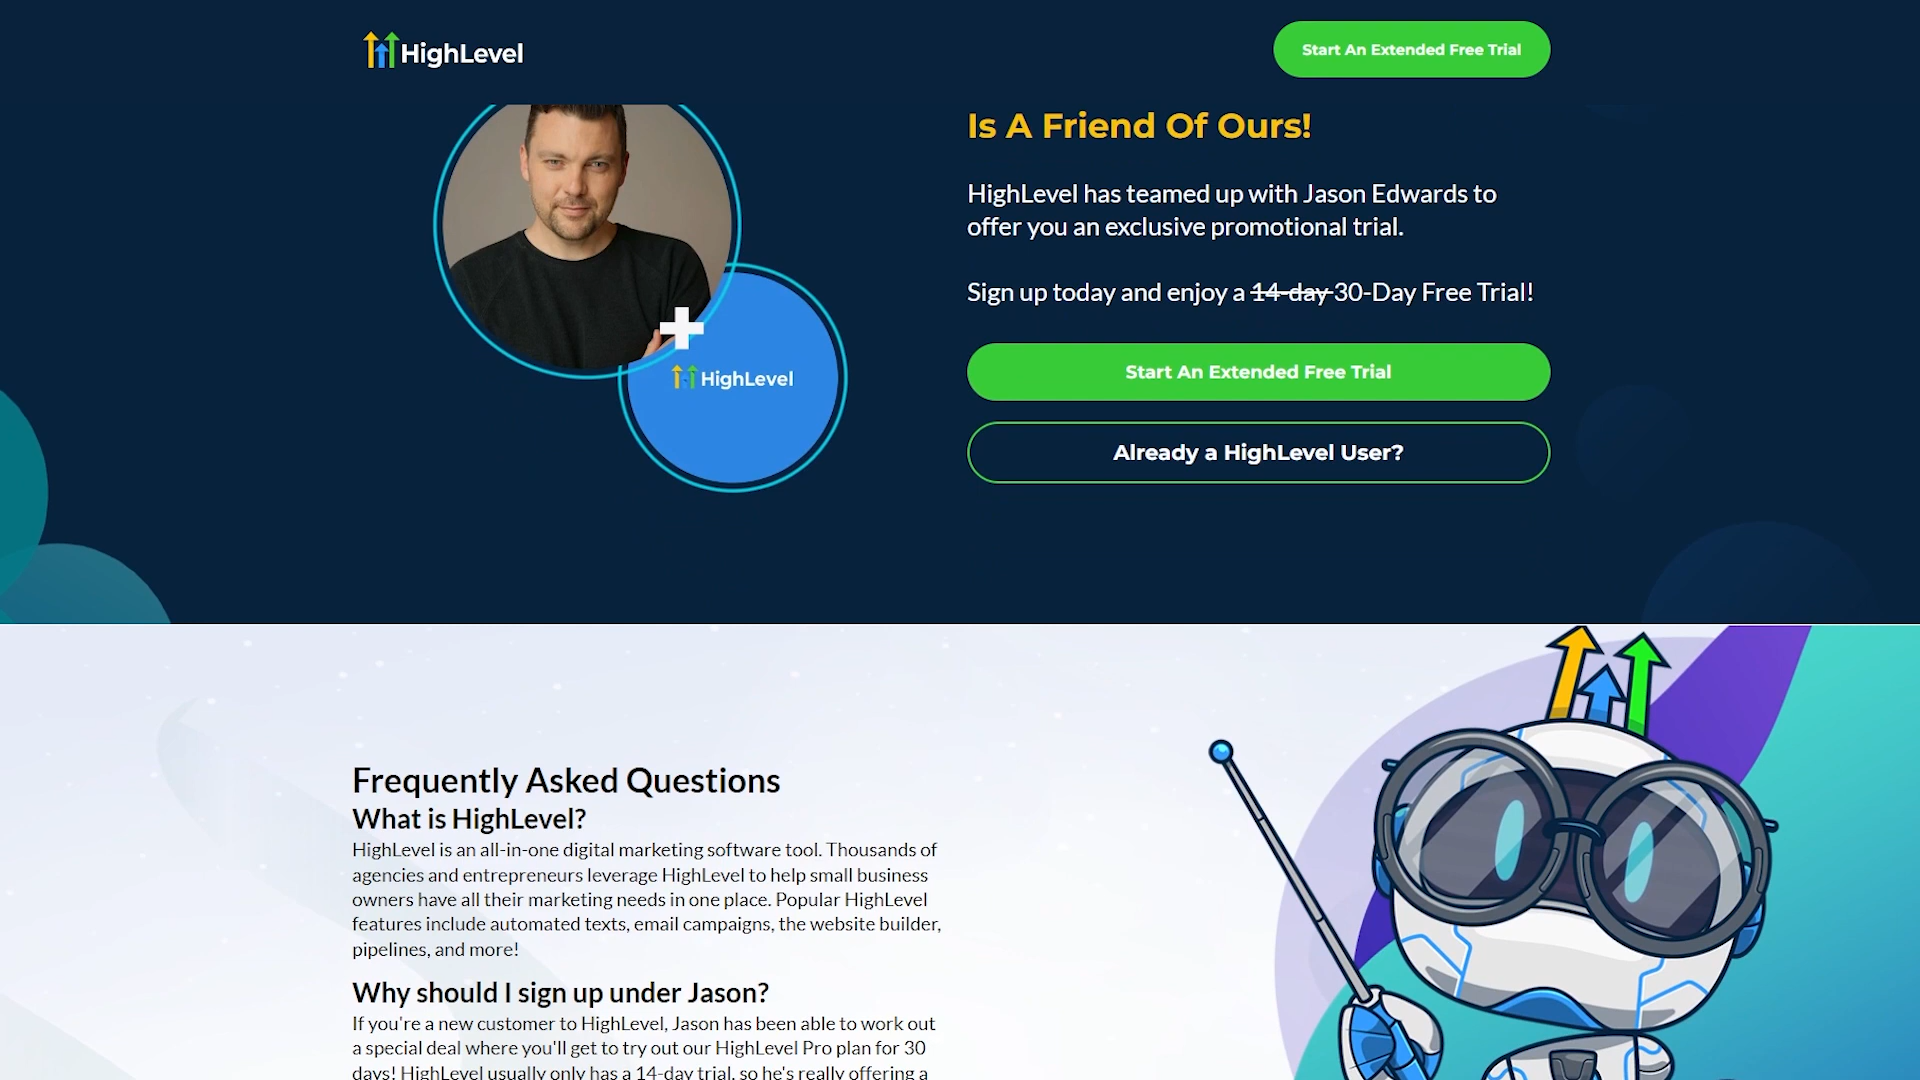 HighLevel
Start An Extended Free Trial
Is A Friend Of Ours!
HighLevel has teamed up with Jason Edwards to
offer you an exclusive promotional trial.
Sign up today and enjoy a 14-day 30-Day Free Trial!
Start An Extended Free Trial
HighLevel
Already a HighLevel User?
Frequently Asked Questions
What is HighLevel?
HighLevel is an all-in-one digital marketing software tool. Thousands of
agencies and entrepreneurs leverage HighLevel to help small business
owners have all their marketing needs in one place. Popular HighLevel
features include automated texts, email campaigns, the website builder,
pipelines, and more!
Why should I sign up under Jason?
If you're a new customer to HighLevel, Jason has been able to work out
a special deal where you'll get to try out our HighLevel Pro plan for 30
days! HighLevel usually only has a 14-day trial, so he's really offering a